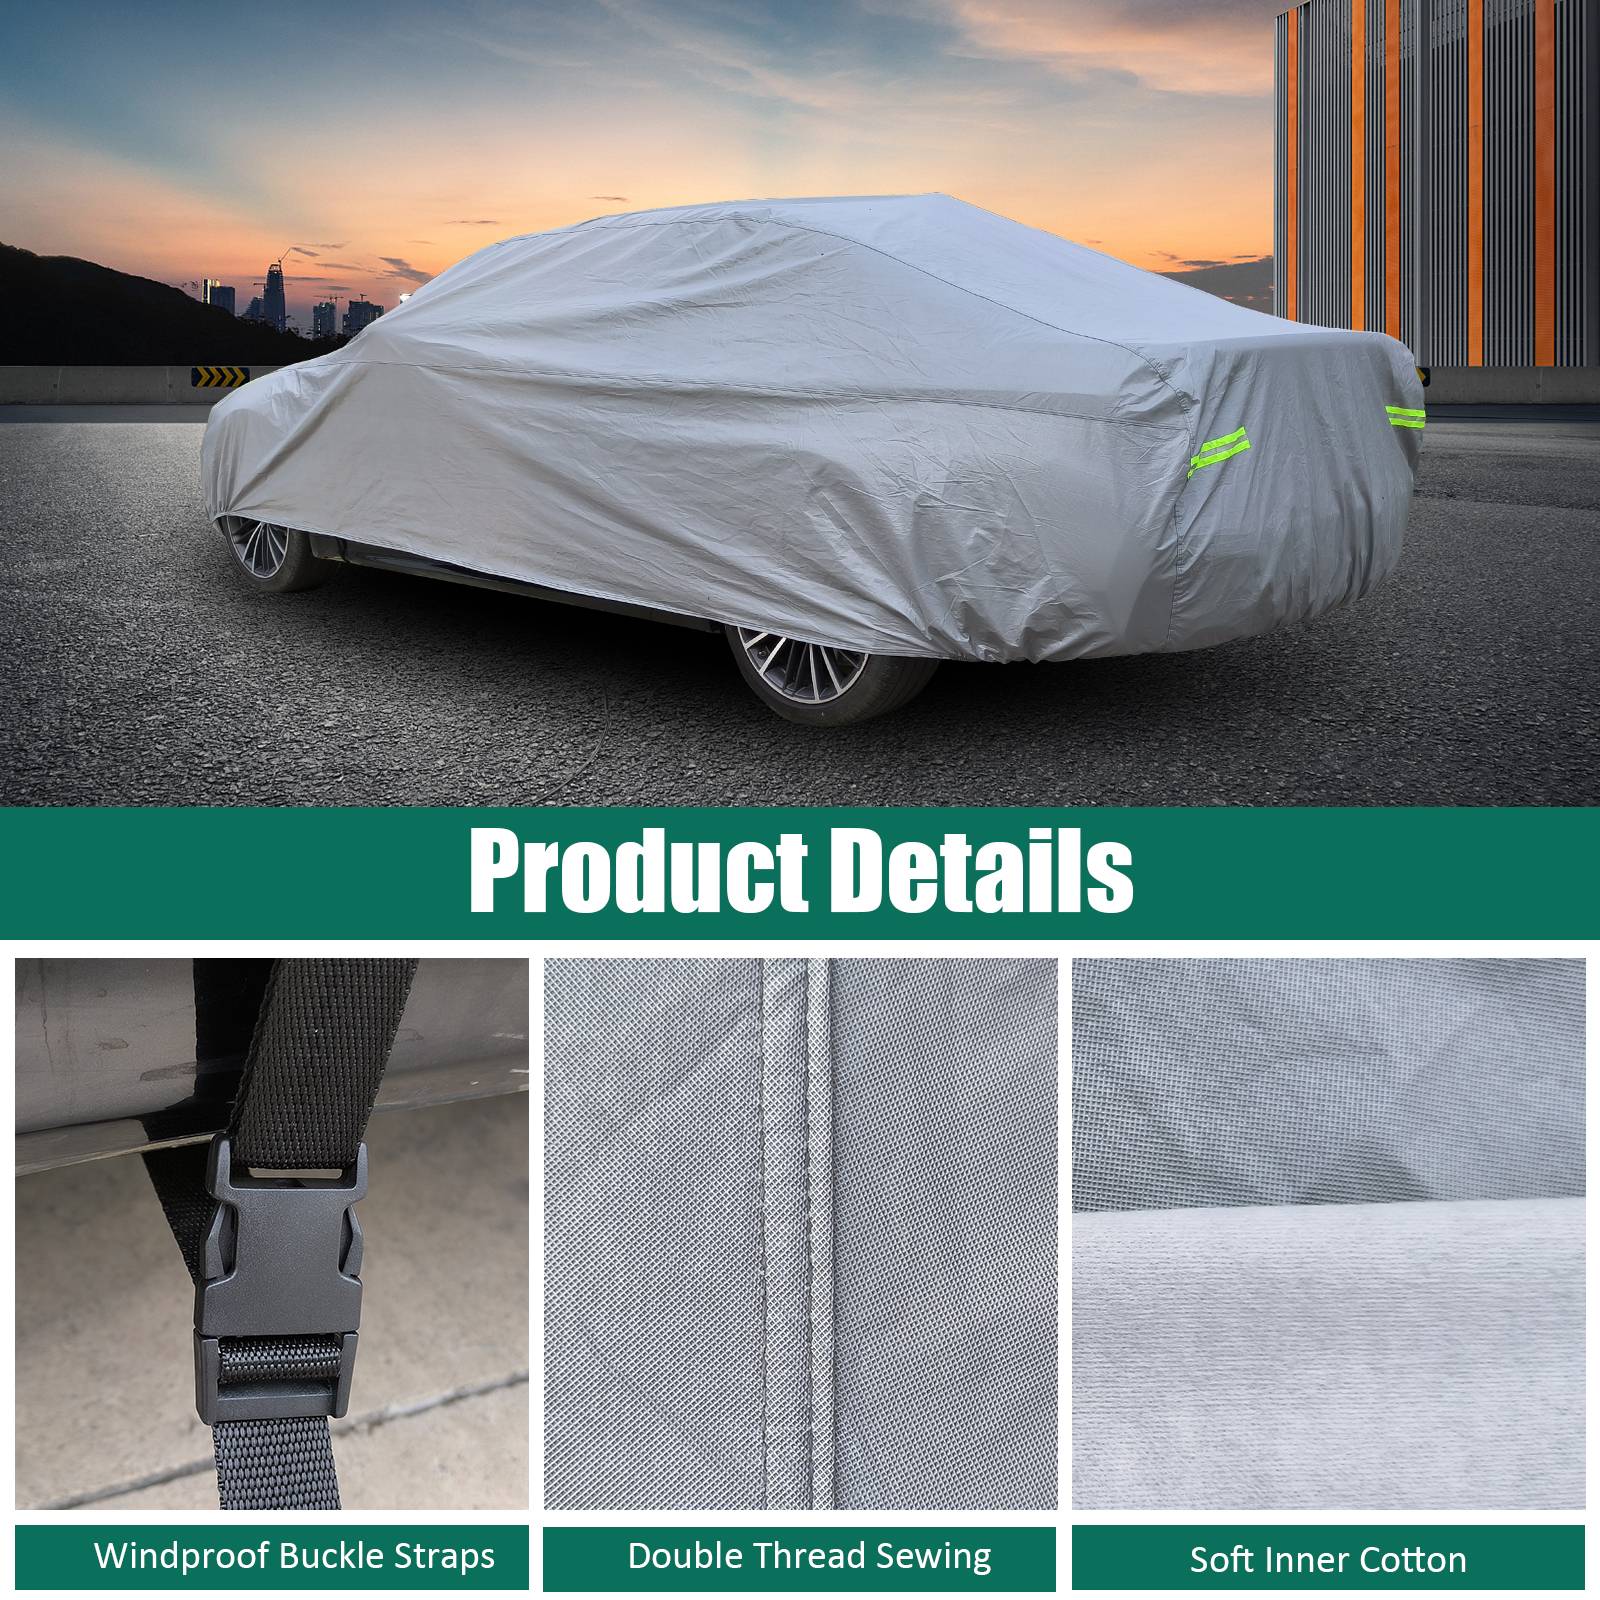 Product Details
Windproof Buckle Straps
Double Thread Sewing
Soft Inner Cotton